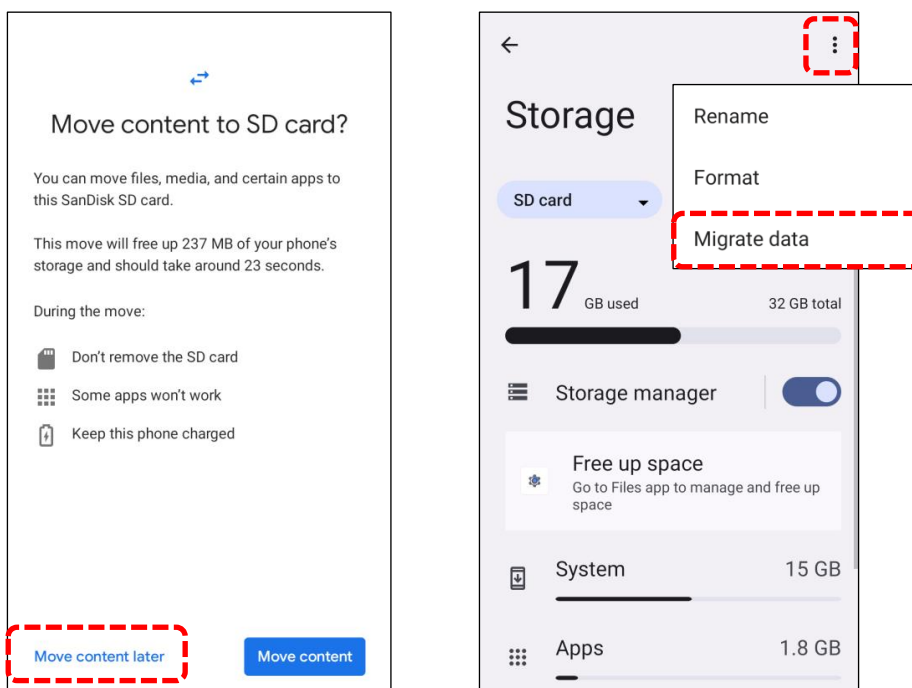 Move content to SD card?
You can move files, media, and certain apps to
this SanDisk SD card.
This move will free up 237 MB of your phone's
storage and should take around 23 seconds.
During the move:
Don't remove the SD card
Some apps won't work
Keep this phone charged
Move content later
Move content
Storage
Rename
Format
Migrate data
SD card
17 GB used
32 GB total
Storage manager
Free up space
Go to Files app to manage and free up
space
System
15 GB
Apps
1.8 GB